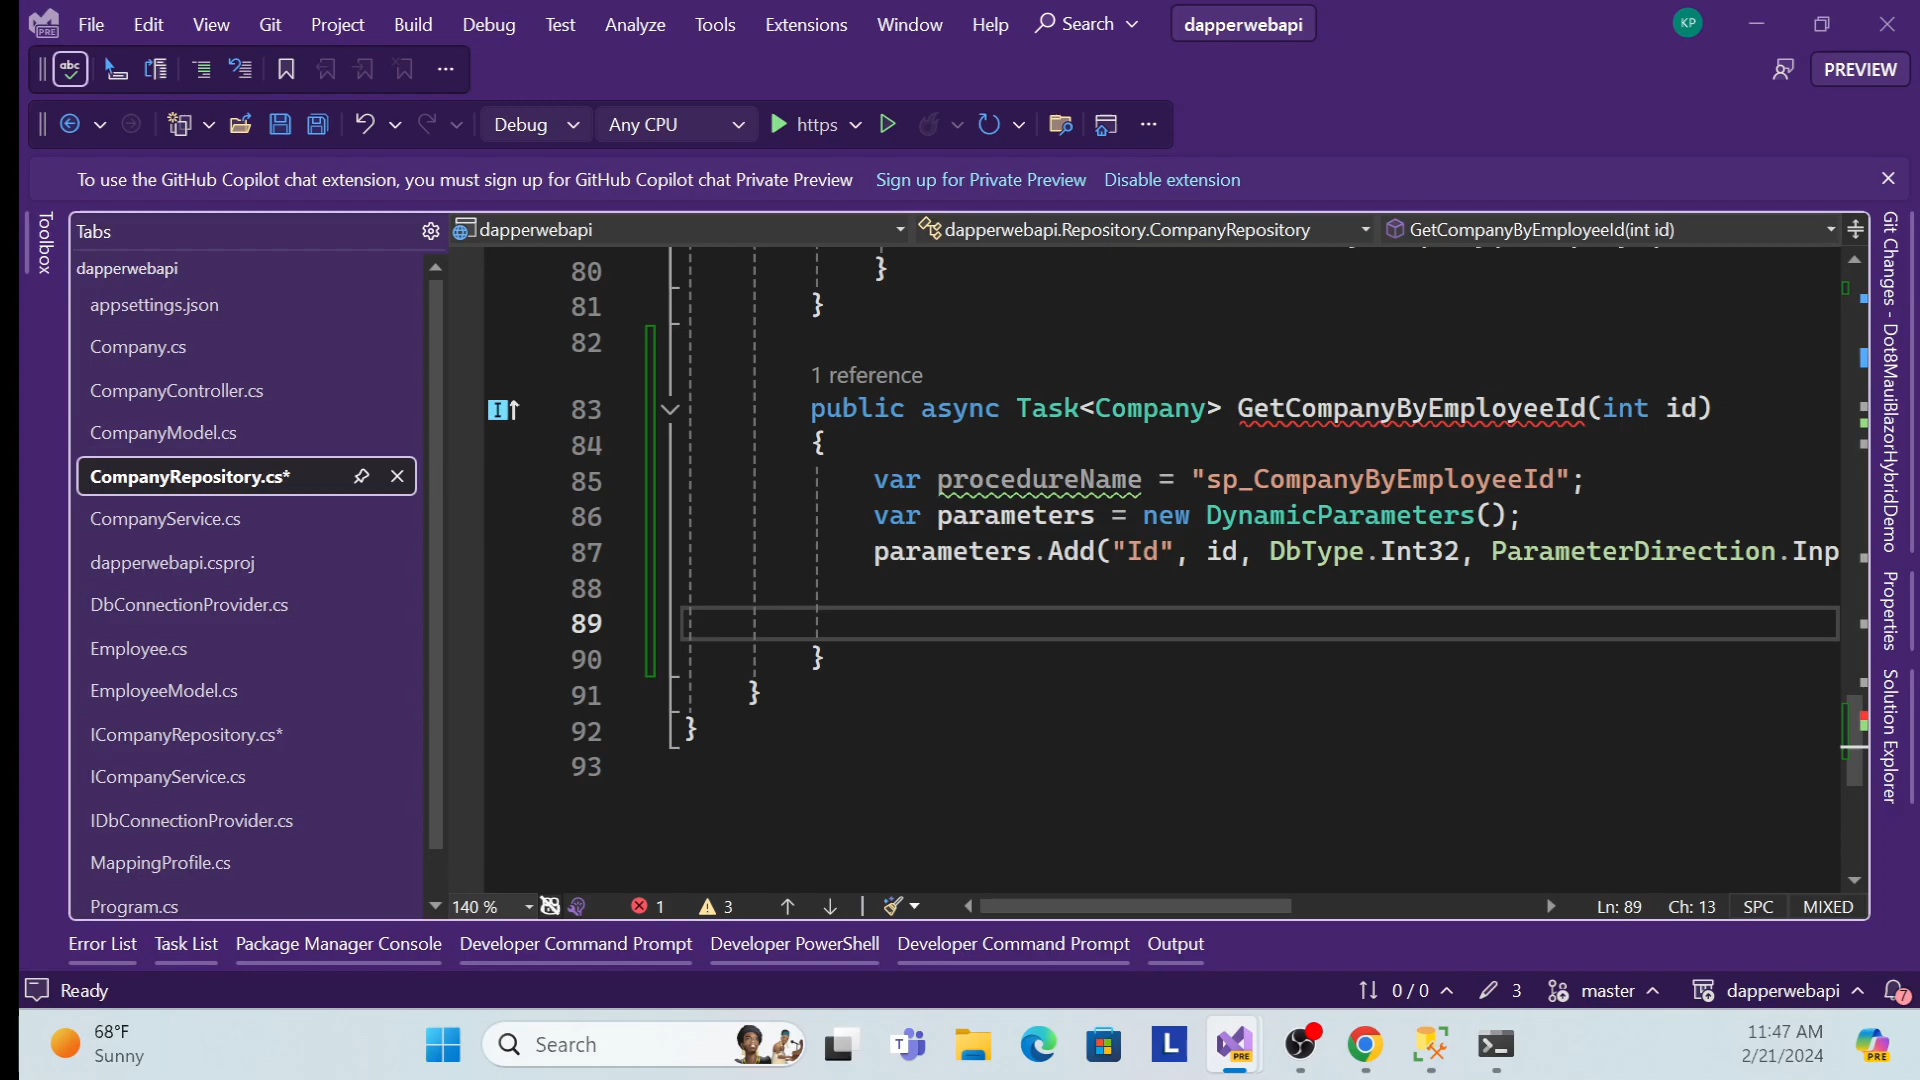 File Edit View Git Project Build Debug Test Analyze Tools Extensions Window Help Search dapperwebapi KP
abc PREVIEW
Debug Any CPU https
To use the GitHub Copilot chat extension, you must sign up for GitHub Copilot chat Private Preview Sign up for Private Preview Disable extension
Toolbox
Tabs
dapperwebapi
appsettings.json
Company.cs
CompanyController.cs
CompanyModel.cs
CompanyRepository.cs*
CompanyService.cs
dapperwebapi.csproj
DbConnectionProvider.cs
Employee.cs
EmployeeModel.cs
ICompanyRepository.cs*
ICompanyService.cs
IDbConnectionProvider.cs
MappingProfile.cs
Program.cs
dapperwebapi dapperwebapi.Repository.CompanyRepository GetCompanyByEmployeeId(int id)
80 }
81 }
82
1 reference
83 public async Task<Company> GetCompanyByEmployeeId(int id)
84 {
85 var procedureName = "sp_CompanyByEmployeeId";
86 var parameters = new DynamicParameters();
87 parameters.Add("Id", id, DbType.Int32, ParameterDirection.Inp
88
89
90 }
91 }
92 }
93
140 % 1 3 Ln: 89 Ch: 13 SPC MIXED
Git Changes - Dot8MauiBlazorHybridDemo
Properties
Solution Explorer
Error List Task List Package Manager Console Developer Command Prompt Developer PowerShell Developer Command Prompt Output
Ready 0 / 0 3 master dapperwebapi 7
68°F
Sunny
Search
T
L
PRE
11:47 AM
2/21/2024
PRE